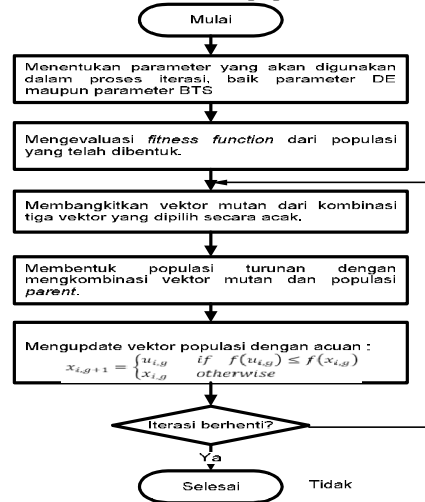 Mulai
Menentukan parameter yang akan digunakan
dalam proses iterasi, baik parameter DE
maupun parameter BTS
Mengevaluasi fitness function dari populasi
yang telah dibentuk.
Membangkitkan vektor mutan dari kombinasi
tiga vektor yang dipilih secara acak.
Membentuk populasi turunan dengan
mengkombinasi vektor mutan dan populasi
parent.
Mengupdate vektor populasi dengan acuan :
x_{i,g+1} = { u_{i,g} if f(u_{i,g}) ≤ f(x_{i,g})
x_{i,g} otherwise
Iterasi berhenti?
Ya
Selesai
Tidak